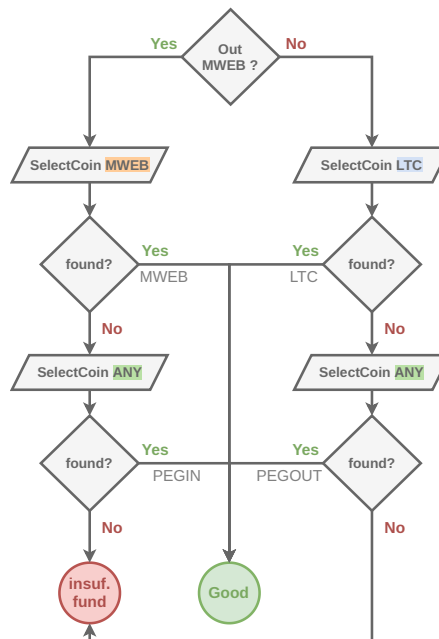 Out
MWEB ?
Yes
No
SelectCoin MWEB
SelectCoin LTC
found?
Yes
MWEB
Yes
LTC
found?
No
No
SelectCoin ANY
SelectCoin ANY
found?
Yes
PEGIN
Yes
PEGOUT
found?
No
No
insuf.
fund
Good